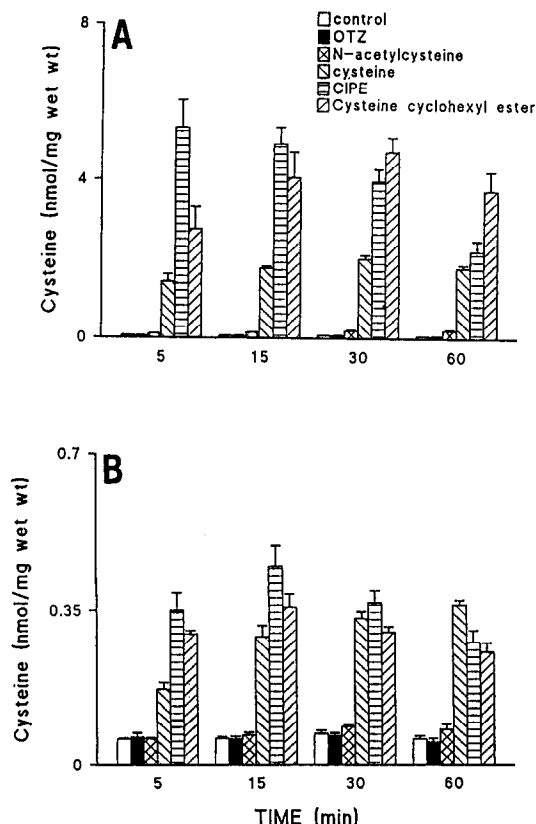 8
A
control
OTZ
N-acetylcysteine
cysteine
CIPE
Cysteine cyclohexyl ester
Cysteine (nmol/mg wet wt)
4
0
5 15 30 60
0.7
B
Cysteine (nmol/mg wet wt)
0.35
0
5 15 30 60
TIME (min)